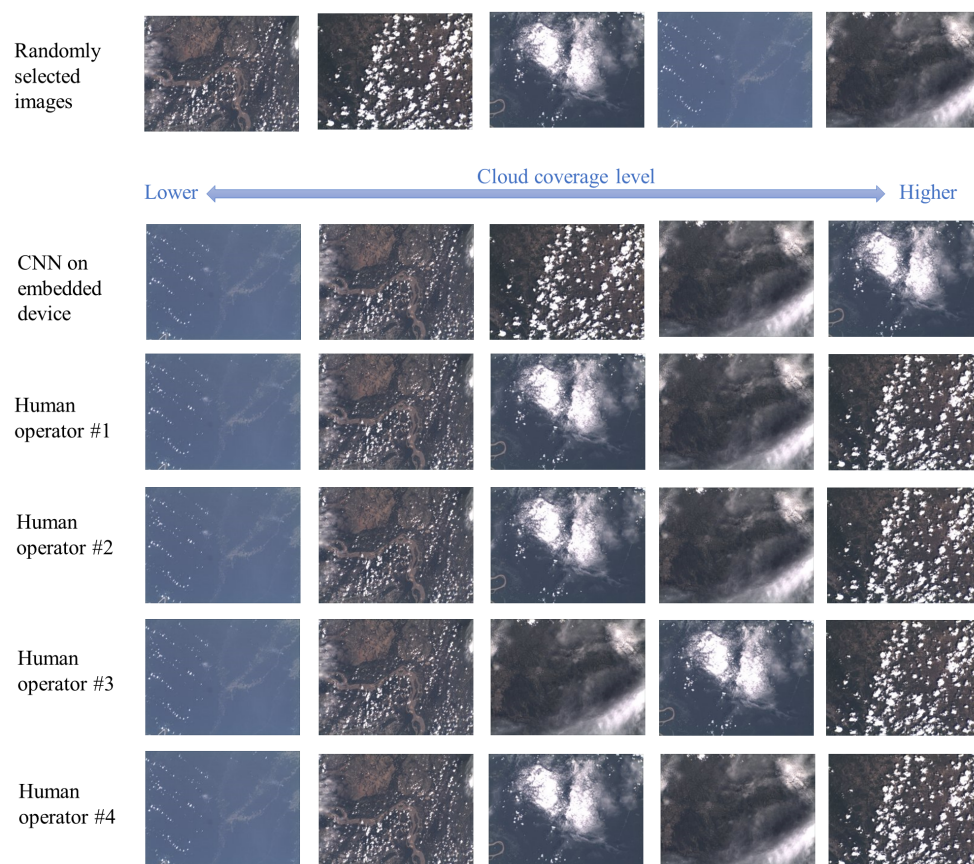 Randomly
selected
images
Cloud coverage level
Lower
Higher
CNN on
embedded
device
Human
operator #1
Human
operator #2
Human
operator #3
Human
operator #4